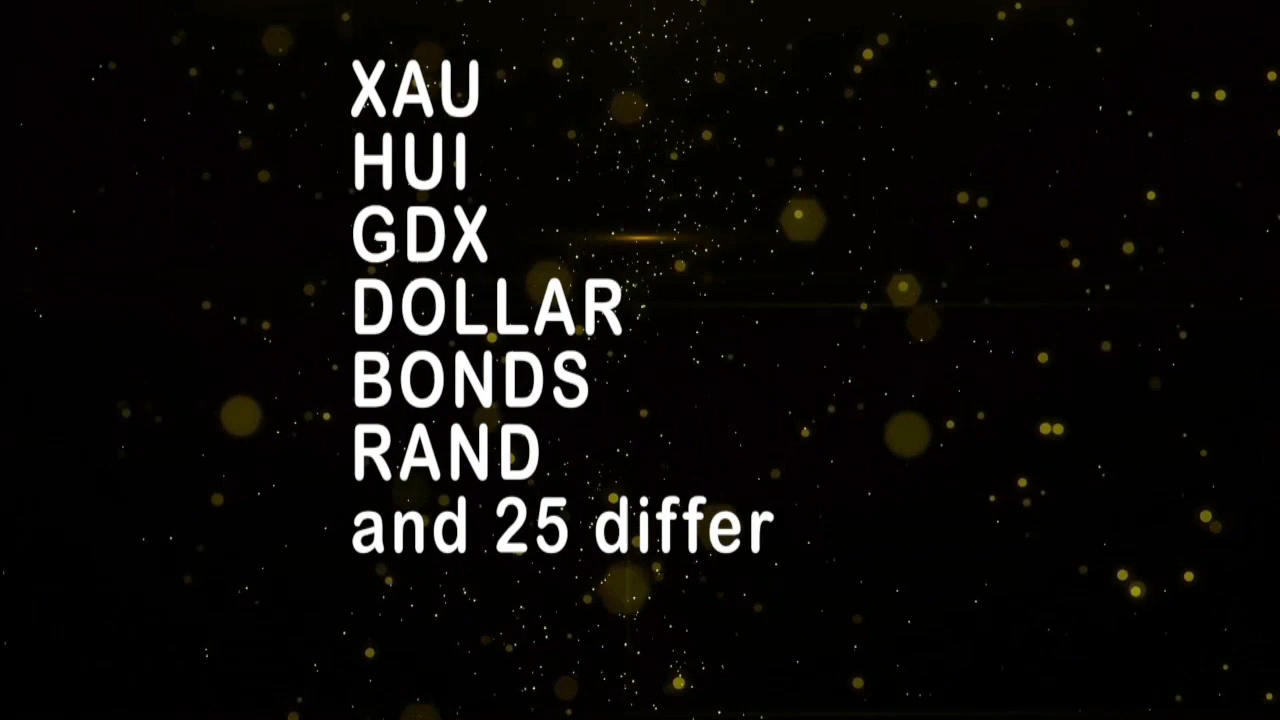 XAU
HUI
GDX
DOLLAR
BONDS
RAND
and 25 differ